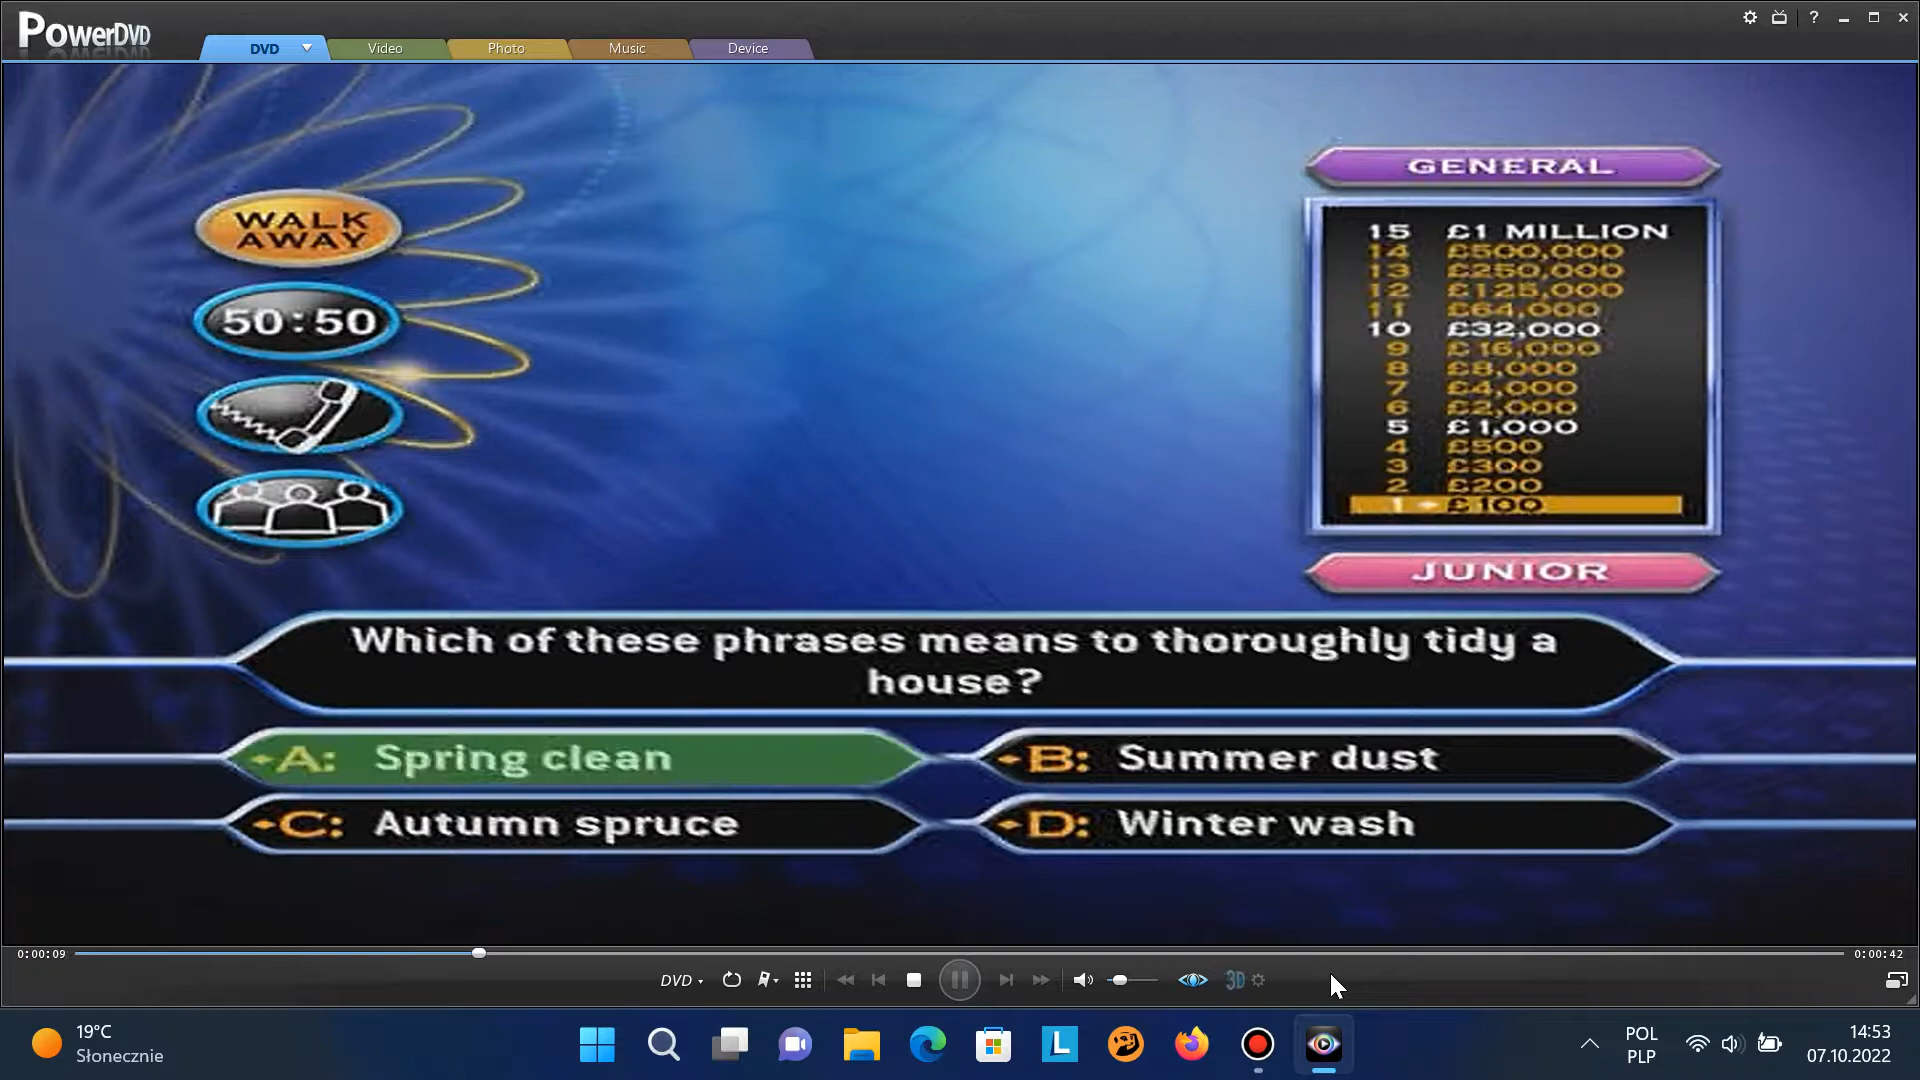 PowerDVD
DVD
Video
Photo
Music
Device
?
WALK
AWAY
50:50
GENERAL
15 £1 MILLION
14 £500,000
13 £250,000
12 £125,000
11 £64,000
10 £32,000
9 £16,000
8 £8,000
7 £4,000
6 £2,000
5 £1,000
4 £500
3 £300
2 £200
1 £100
JUNIOR
Which of these phrases means to thoroughly tidy a
house?
A: Spring clean
B: Summer dust
C: Autumn spruce
D: Winter wash
0:00:09
0:00:42
DVD
3D
19°C
Słonecznie
L
POL
PLP
14:53
07.10.2022